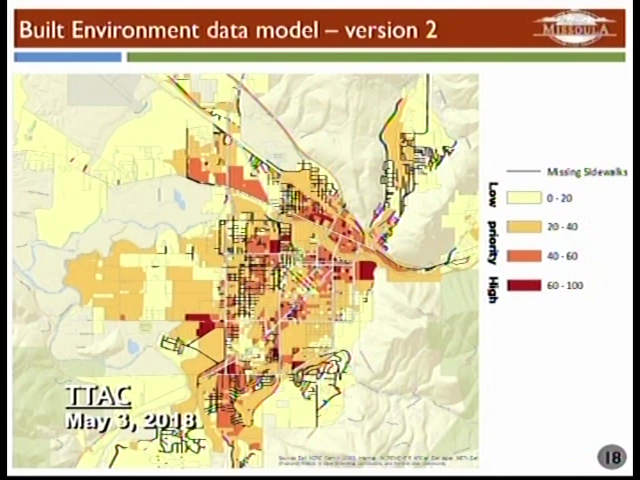 Built Environment data model – version 2
MISSOULA
Missing Sidewalks
0 - 20
20 - 40
40 - 60
60 - 100
Low priority High
TTAC
May 3, 2018
18